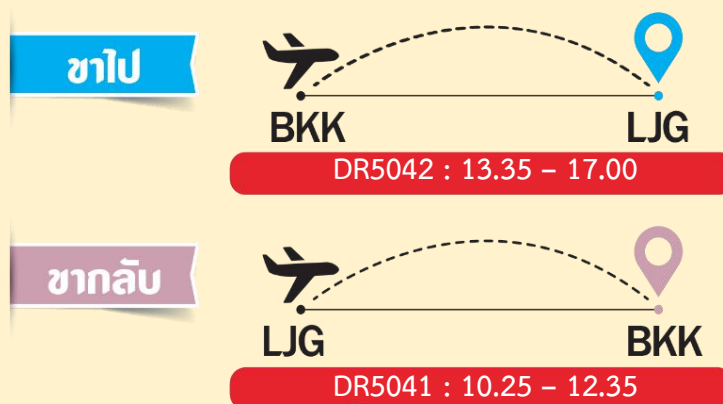 ขาไป
BKK LJG
DR5042 : 13.35 – 17.00
ขากลับ
LJG BKK
DR5041 : 10.25 – 12.35